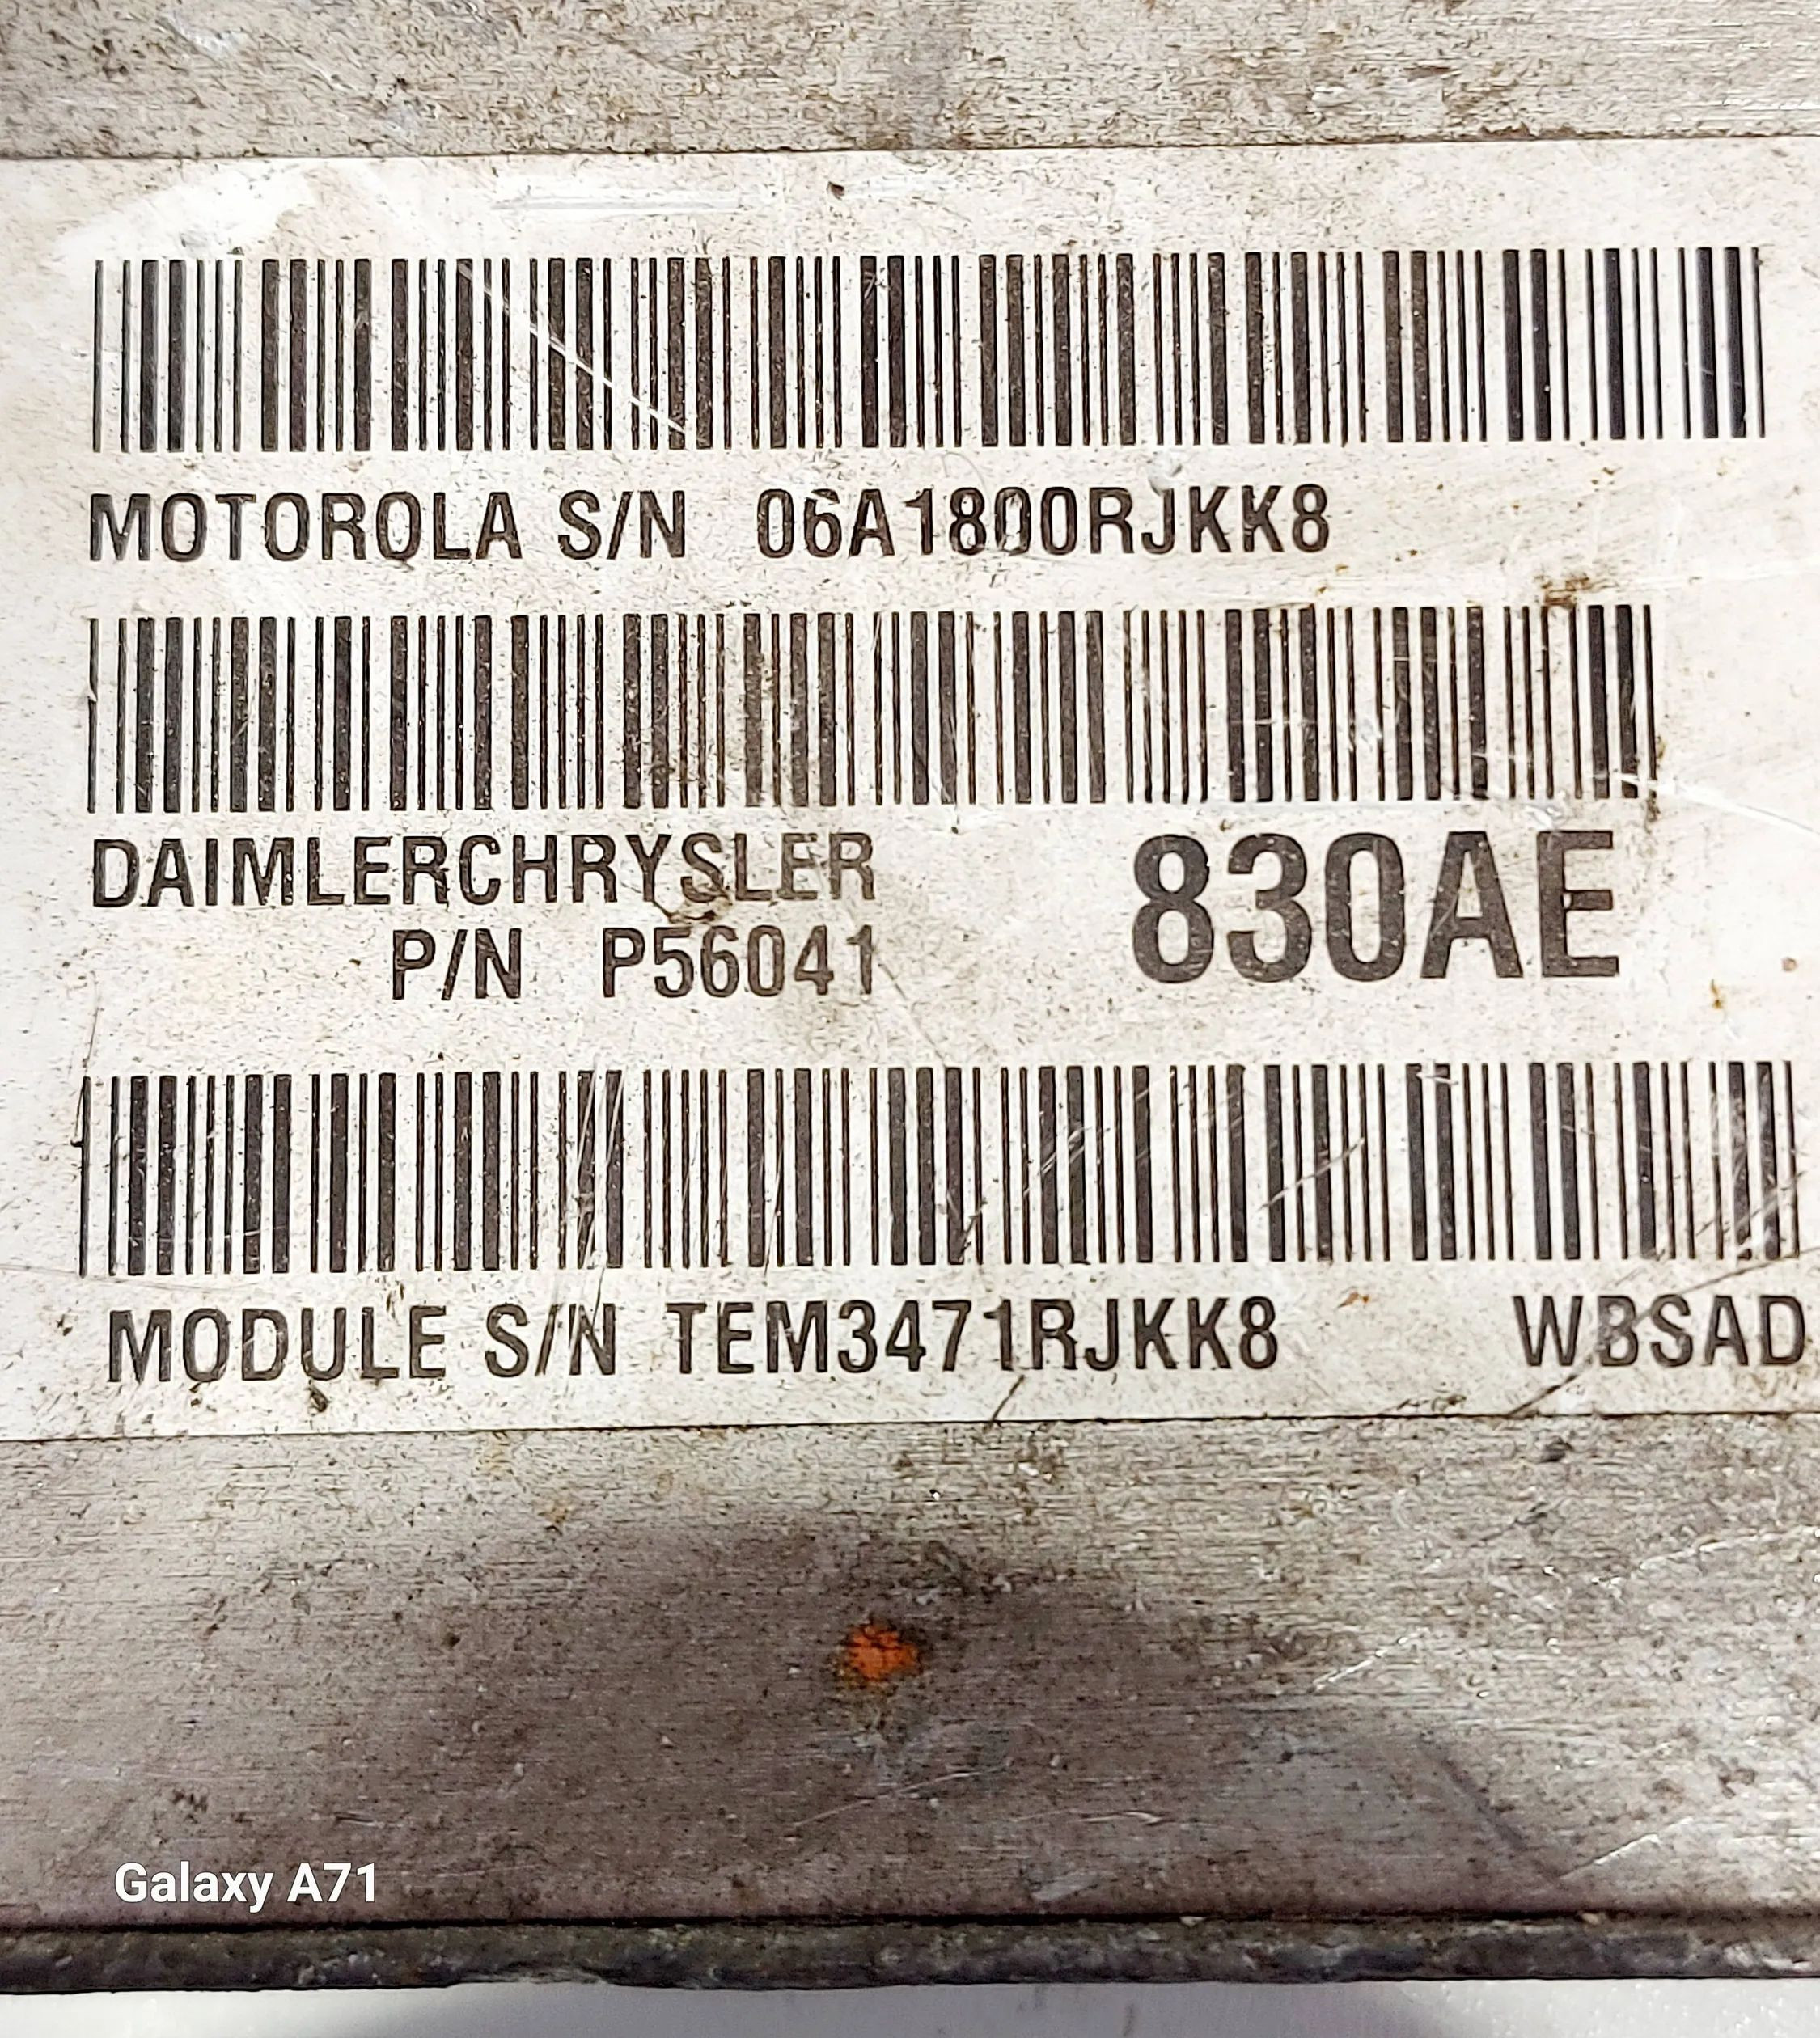 MOTOROLA S/N 06A1800RJKK8
DAIMLERCHRYSLER 830AE
P/N P56041
MODULE S/N TEM3471RJKK8 WBSAD
Galaxy A71